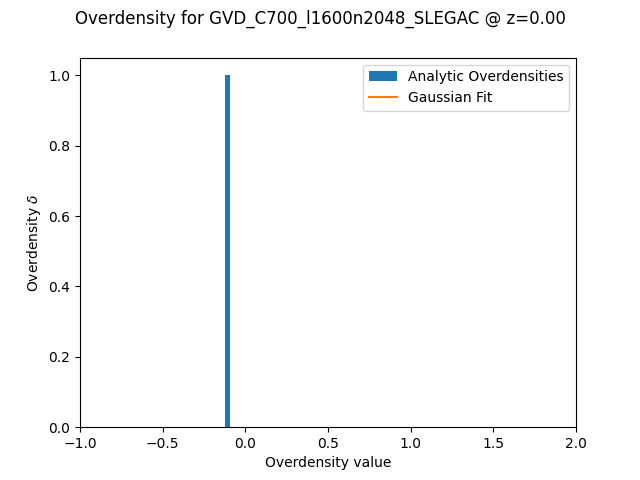 Overdensity for GVD_C700_l1600n2048_SLEGAC @ z=0.00
Analytic Overdensities
Gaussian Fit
1.0
0.8
0.6
0.4
0.2
0.0
Overdensity δ
−1.0 −0.5 0.0 0.5 1.0 1.5 2.0
Overdensity value